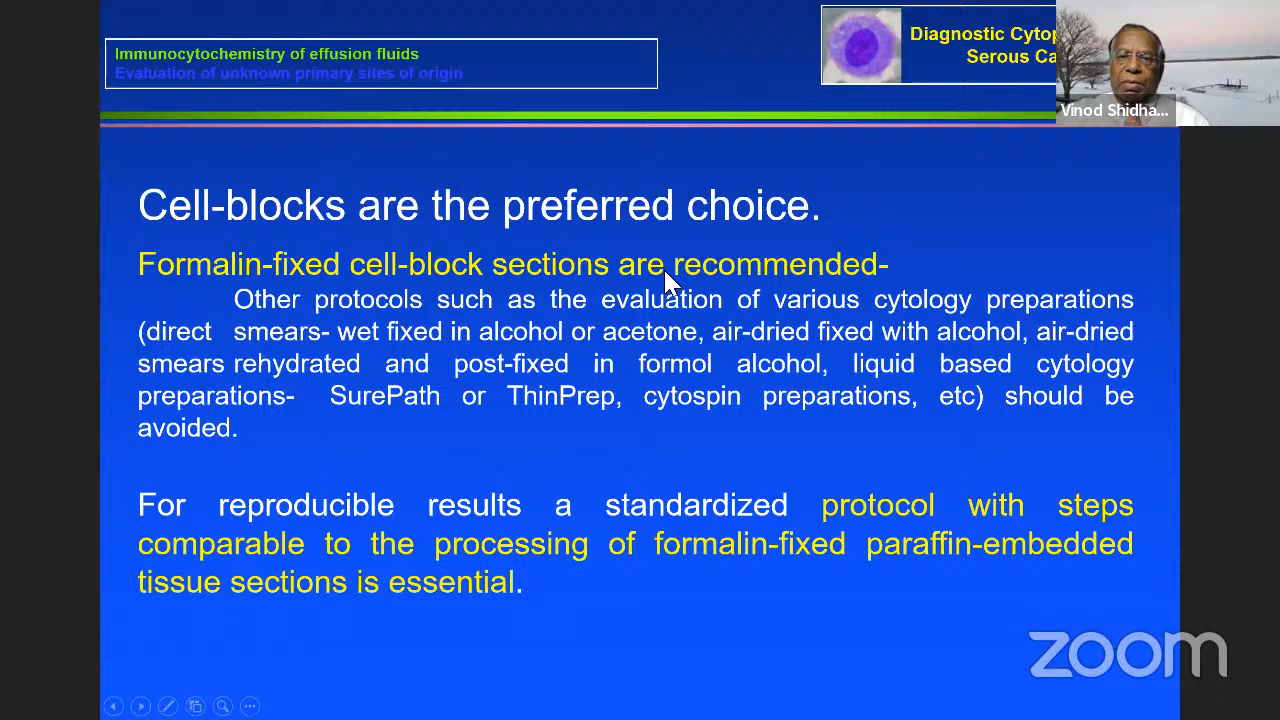 Immunocytochemistry of effusion fluids
Evaluation of unknown primary sites of origin
Diagnostic
Serous
Vinod Shidha...
Cell-blocks are the preferred choice.
Formalin-fixed cell-block sections are recommended-
Other protocols such as the evaluation of various cytology preparations
(direct smears- wet fixed in alcohol or acetone, air-dried fixed with alcohol, air-dried
smears rehydrated and post-fixed in formol alcohol, liquid based cytology
preparations- SurePath or ThinPrep, cytospin preparations, etc) should be
avoided.
For reproducible results a standardized protocol with steps
comparable to the processing of formalin-fixed paraffin-embedded
tissue sections is essential.
zoom